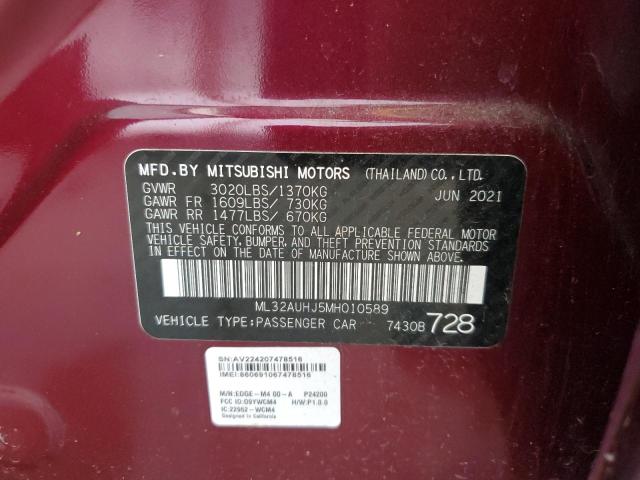 MFD.BY MITSUBISHI MOTORS (THAILAND) CO., LTD.
GVWR 3020LBS/1370KG JUN 2021
GAWR FR 1609LBS/ 730KG
GAWR RR 1477LBS/ 670KG
THIS VEHICLE CONFORMS TO ALL APPLICABLE FEDERAL MOTOR
VEHICLE SAFETY, BUMPER, AND THEFT PREVENTION STANDARDS
IN EFFECT ON THE DATE OF MANUFACTURE SHOWN ABOVE.
ML32AUHJ5MH010589
VEHICLE TYPE:PASSENGER CAR 7430B 728
SN:AV224207478516
IMEI:860691067478516
M/N:EDGE-M4 00-A P24200
FCC ID:O9YWCM4 H/W:P1.0.0
IC:22952-WCM4
Designed in California